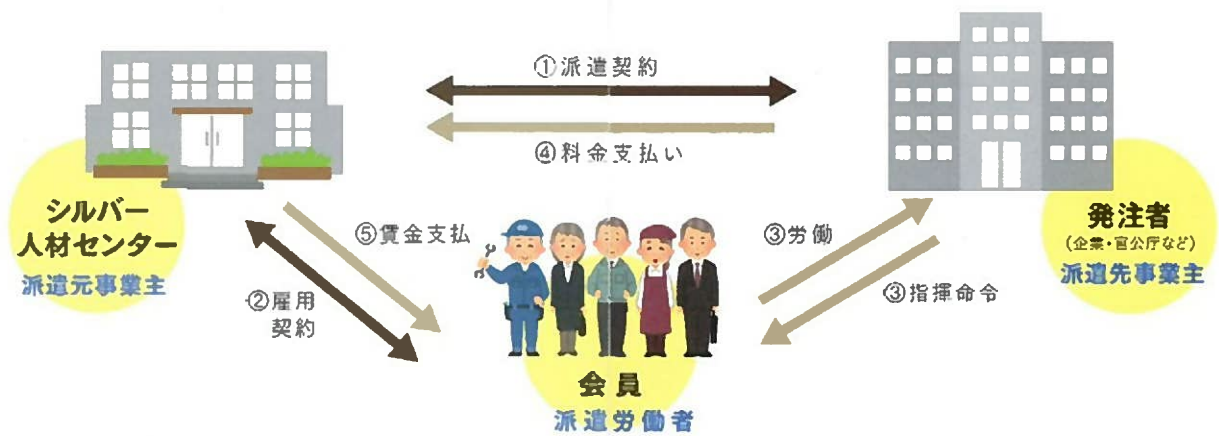 ①派遣契約
④料金支払い
シルバー
人材センター
派遣元事業主
⑤賃金支払
②雇用
契約
③労働
③指揮命令
発注者
(企業・官公庁など)
派遣先事業主
会員
派遣労働者